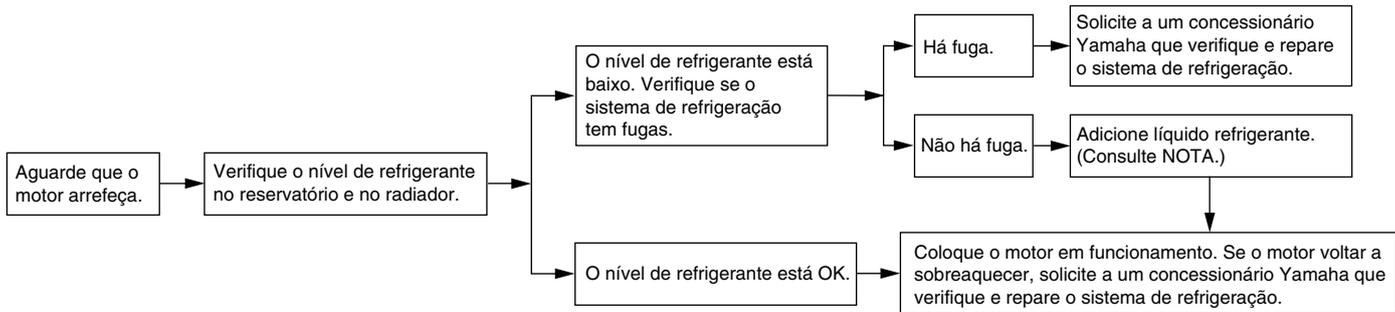 Aguarde que o
motor arrefeça.
Verifique o nível de refrigerante
no reservatório e no radiador.
O nível de refrigerante está
baixo. Verifique se o
sistema de refrigeração
tem fugas.
Há fuga.
Solicite a um concessionário
Yamaha que verifique e repare
o sistema de refrigeração.
Não há fuga.
Adicione líquido refrigerante.
(Consulte NOTA.)
O nível de refrigerante está OK.
Coloque o motor em funcionamento. Se o motor voltar a
sobreaquecer, solicite a um concessionário Yamaha que
verifique e repare o sistema de refrigeração.